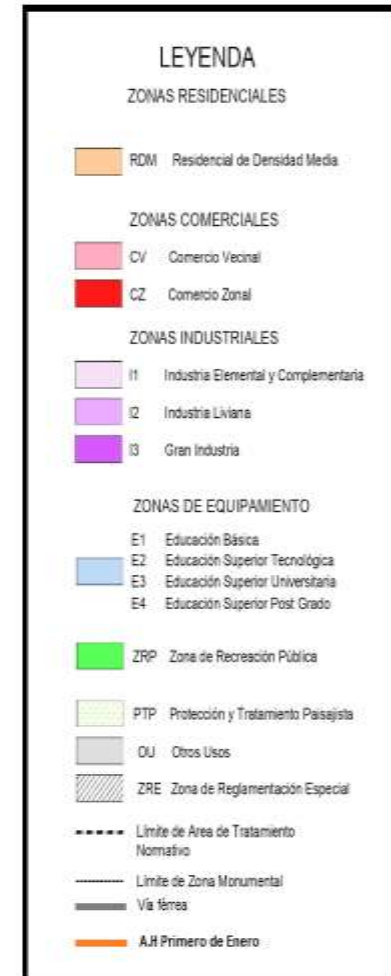 LEYENDA
ZONAS RESIDENCIALES
RDM Residencial de Densidad Media
ZONAS COMERCIALES
CV Comercio Vecinal
CZ Comercio Zonal
ZONAS INDUSTRIALES
I1 Industria Elemental y Complementaria
I2 Industria Liviana
I3 Gran Industria
ZONAS DE EQUIPAMIENTO
E1 Educación Básica
E2 Educación Superior Tecnológica
E3 Educación Superior Universitaria
E4 Educación Superior Post Grado
ZRP Zona de Recreación Pública
PTP Protección y Tratamiento Paisajista
OU Otros Usos
ZRE Zona de Reglamentación Especial
Límite de Area de Tratamiento
Normativo
Límite de Zona Monumental
Vía férrea
A.H Primero de Enero